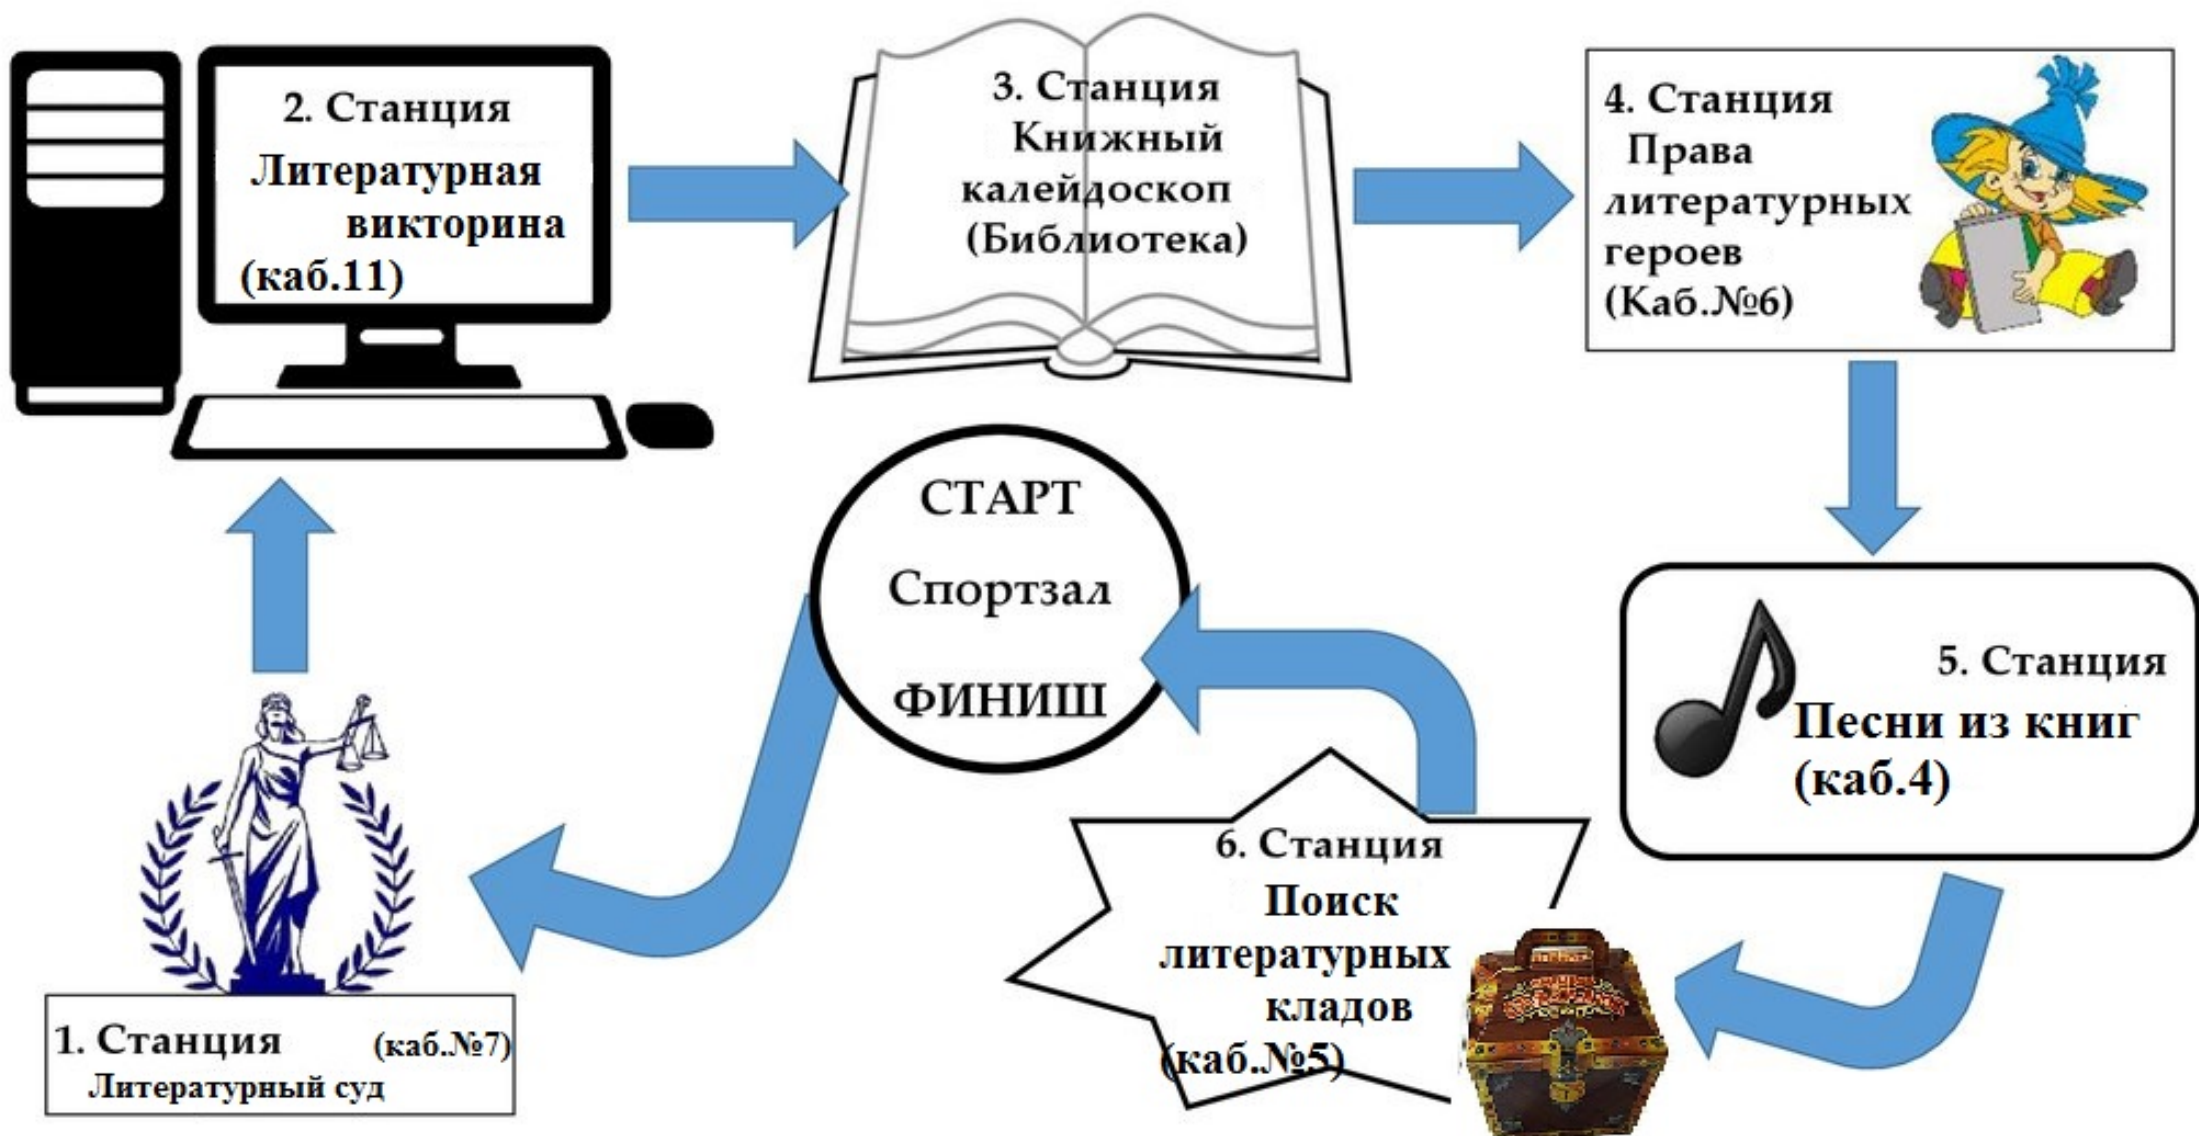 2. Станция
Литературная
викторина
(каб.11)
3. Станция
Книжный
калейдоскоп
(Библиотека)
4. Станция
Права
литературных
героев
(Каб.№6)
СТАРТ
Спортзал
ФИНИШ
5. Станция
Песни из книг
(каб.4)
6. Станция
Поиск
литературных
кладов
(каб.№5)
1. Станция (каб.№7)
Литературный суд